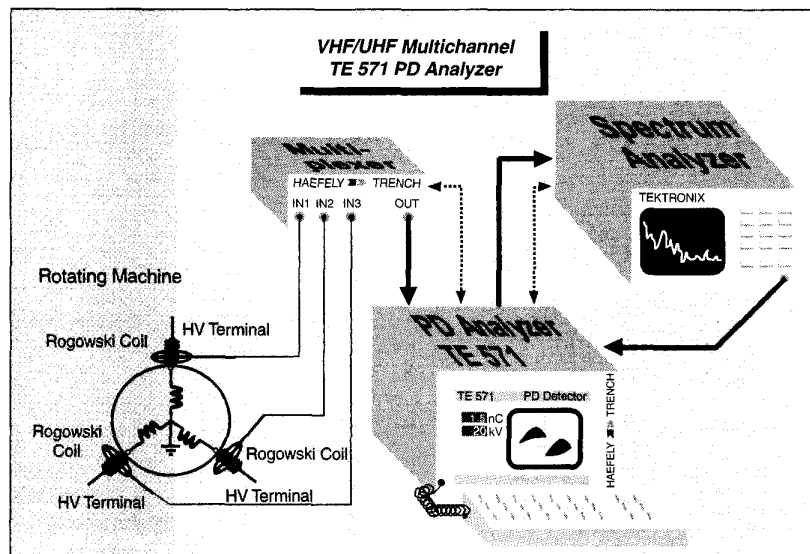 VHF/UHF Multichannel
TE 571 PD Analyzer
Multi-
plexer
HAEFELY TRENCH
IN1 IN2 IN3 OUT
Spectrum
Analyzer
TEKTRONIX
Rotating Machine
HV Terminal
Rogowski Coil
Rogowski
Coil
Rogowski Coil
HV Terminal
HV Terminal
PD Analyzer
TE 571
TE 571 PD Detector
1.5 nC
20 kV
HAEFELY TRENCH